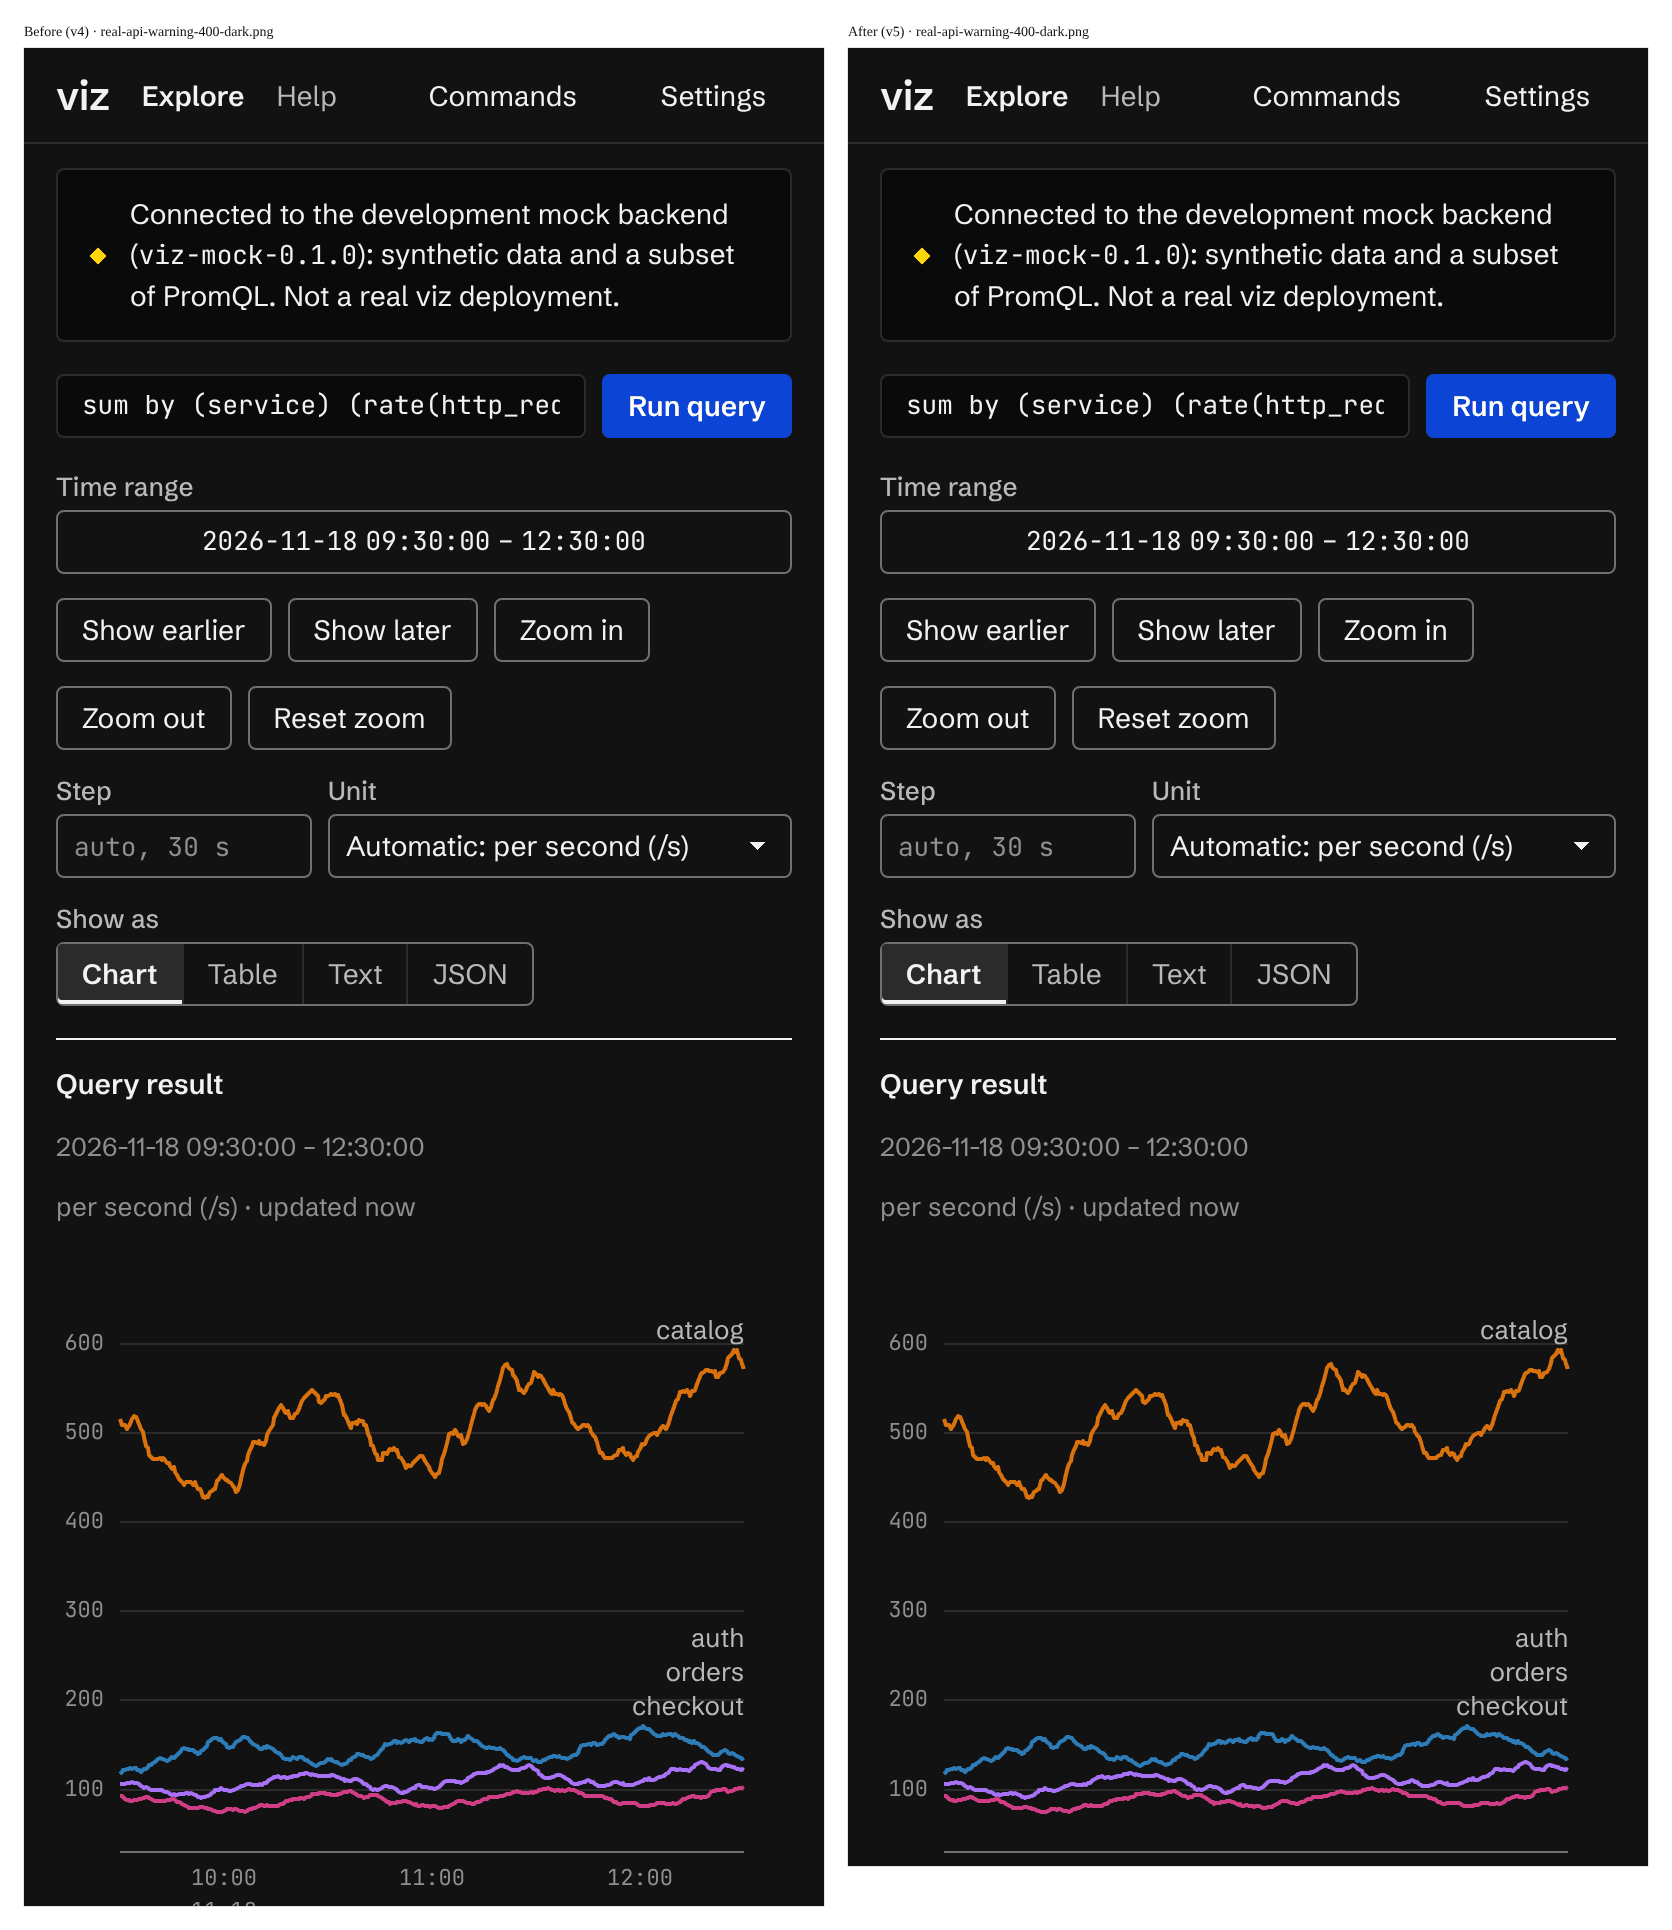 Before (v4) · real-api-warning-400-dark.png
viz Explore Help Commands Settings
Connected to the development mock backend
(viz-mock-0.1.0): synthetic data and a subset
of PromQL. Not a real viz deployment.
sum by (service) (rate(http_rec
Run query
Time range
2026-11-18 09:30:00 – 12:30:00
Show earlier Show later Zoom in
Zoom out Reset zoom
Step Unit
auto, 30 s Automatic: per second (/s)
Show as
Chart Table Text JSON
Query result
2026-11-18 09:30:00 – 12:30:00
per second (/s) · updated now
catalog
600
500
400
300
auth
orders
200
checkout
100
10:00 11:00 12:00
After (v5) · real-api-warning-400-dark.png
viz Explore Help Commands Settings
Connected to the development mock backend
(viz-mock-0.1.0): synthetic data and a subset
of PromQL. Not a real viz deployment.
sum by (service) (rate(http_rec
Run query
Time range
2026-11-18 09:30:00 – 12:30:00
Show earlier Show later Zoom in
Zoom out Reset zoom
Step Unit
auto, 30 s Automatic: per second (/s)
Show as
Chart Table Text JSON
Query result
2026-11-18 09:30:00 – 12:30:00
per second (/s) · updated now
catalog
600
500
400
300
auth
orders
200
checkout
100